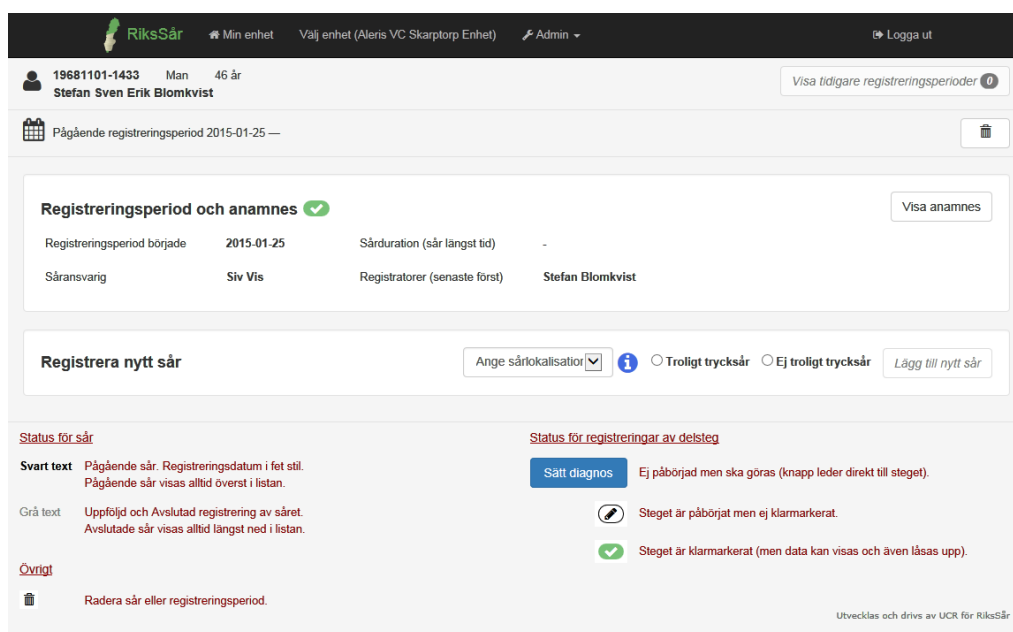 RiksSår Min enhet Välj enhet (Aleris VC Skarptorp Enhet) Admin Logga ut
19681101-1433 Man 46 år
Stefan Sven Erik Blomkvist
Visa tidigare registreringsperioder 0
Pågående registreringsperiod 2015-01-25 —
Registreringsperiod och anamnes
Visa anamnes
Registreringsperiod började 2015-01-25 Sårduration (sår längst tid) -
Såransvarig Siv Vis Registratorer (senaste först) Stefan Blomkvist
Registrera nytt sår Ange sårlokalisation Troligt trycksår Ej troligt trycksår Lägg till nytt sår
Status för sår
Svart text Pågående sår. Registreringsdatum i fet stil.
Pågående sår visas alltid överst i listan.
Grå text Uppföljd och Avslutad registrering av såret.
Avslutade sår visas alltid längst ned i listan.
Övrigt
Radera sår eller registreringsperiod.
Status för registreringar av delsteg
Sätt diagnos Ej påbörjad men ska göras (knapp leder direkt till steget).
Steget är påbörjat men ej klarmarkerat.
Steget är klarmarkerat (men data kan visas och även låsas upp).
Utvecklas och drivs av UCR för RiksSår